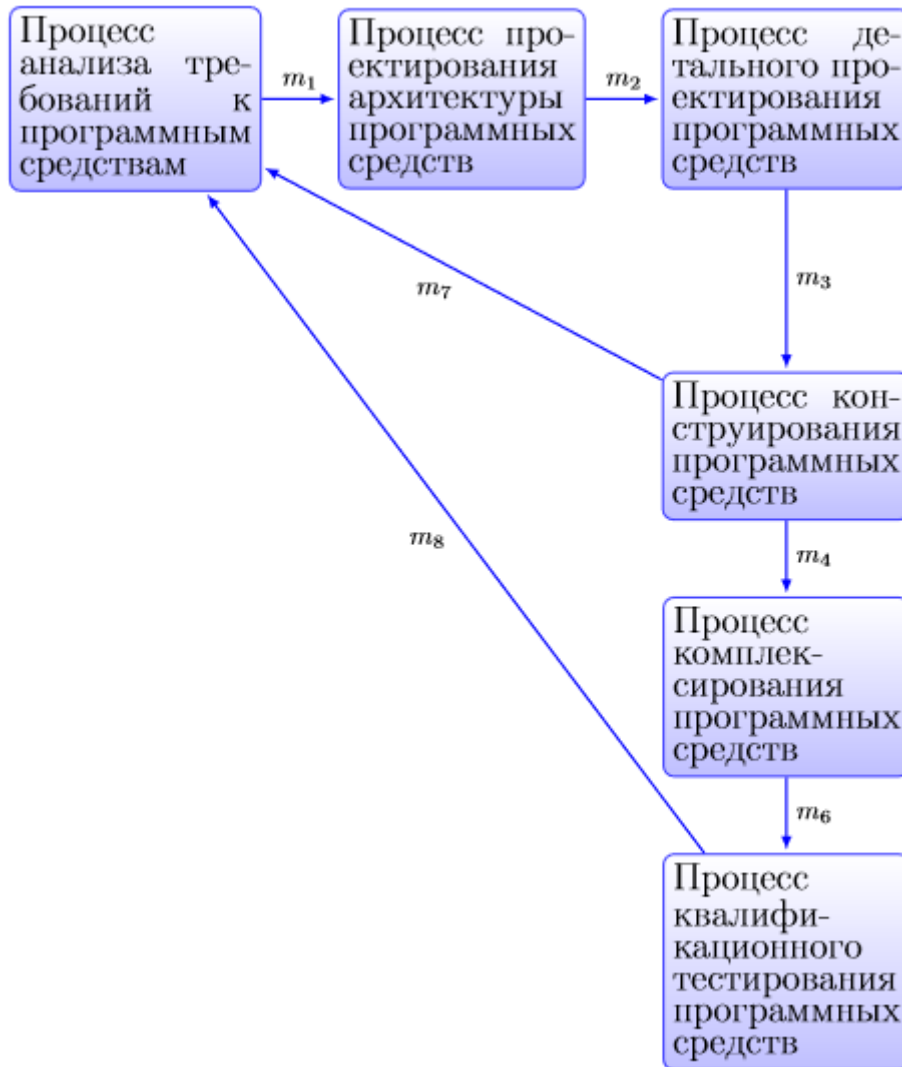 Процесс
анализа тре-
бований к
программным
средствам
m₁
Процесс про-
ектирования
архитектуры
программных
средств
m₂
Процесс де-
тального про-
ектирования
программных
средств
m₃
m₇
Процесс кон-
струирования
программных
средств
m₄
m₈
Процесс
комплек-
сирования
программных
средств
m₆
Процесс
квалифи-
кационного
тестирования
программных
средств